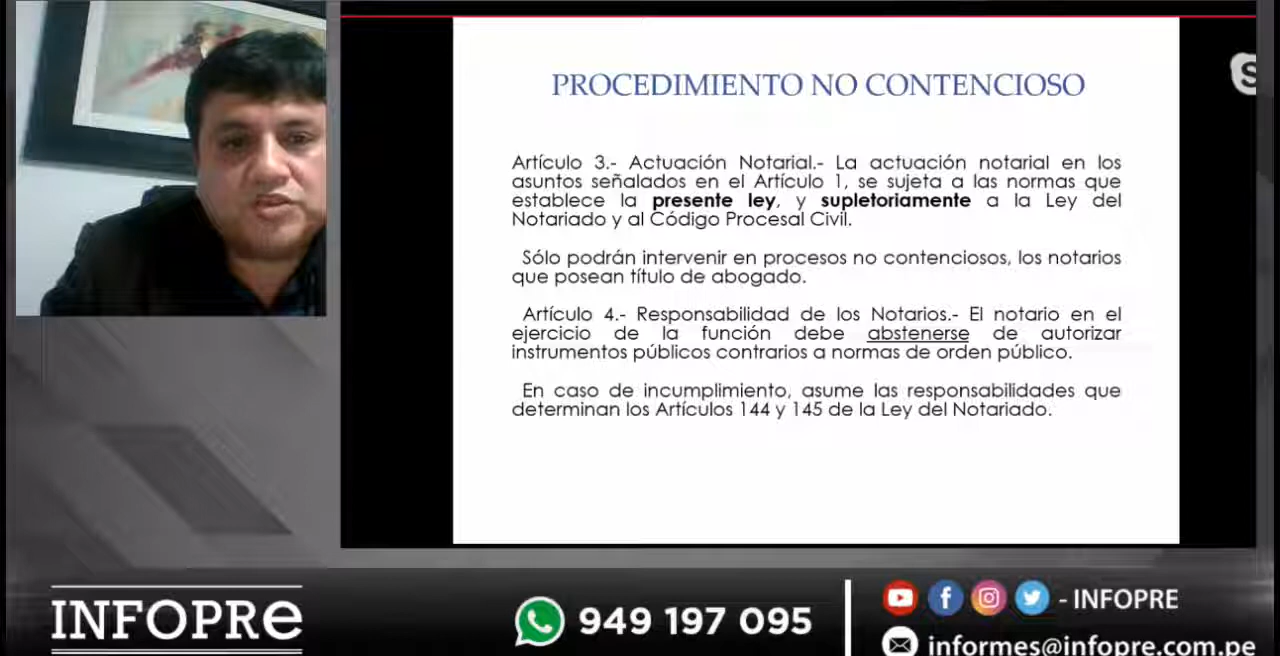 PROCEDIMIENTO NO CONTENCIOSO
Artículo 3.- Actuación Notarial.- La actuación notarial en los
asuntos señalados en el Artículo 1, se sujeta a las normas que
establece la presente ley, y supletoriamente a la Ley del
Notariado y al Código Procesal Civil.
Sólo podrán intervenir en procesos no contenciosos, los notarios
que posean título de abogado.
Artículo 4.- Responsabilidad de los Notarios.- El notario en el
ejercicio de la función debe abstenerse de autorizar
instrumentos públicos contrarios a normas de orden público.
En caso de incumplimiento, asume las responsabilidades que
determinan los Artículos 144 y 145 de la Ley del Notariado.
INFOPRe
949 197 095
- INFOPRE
informes@infopre.com.pe